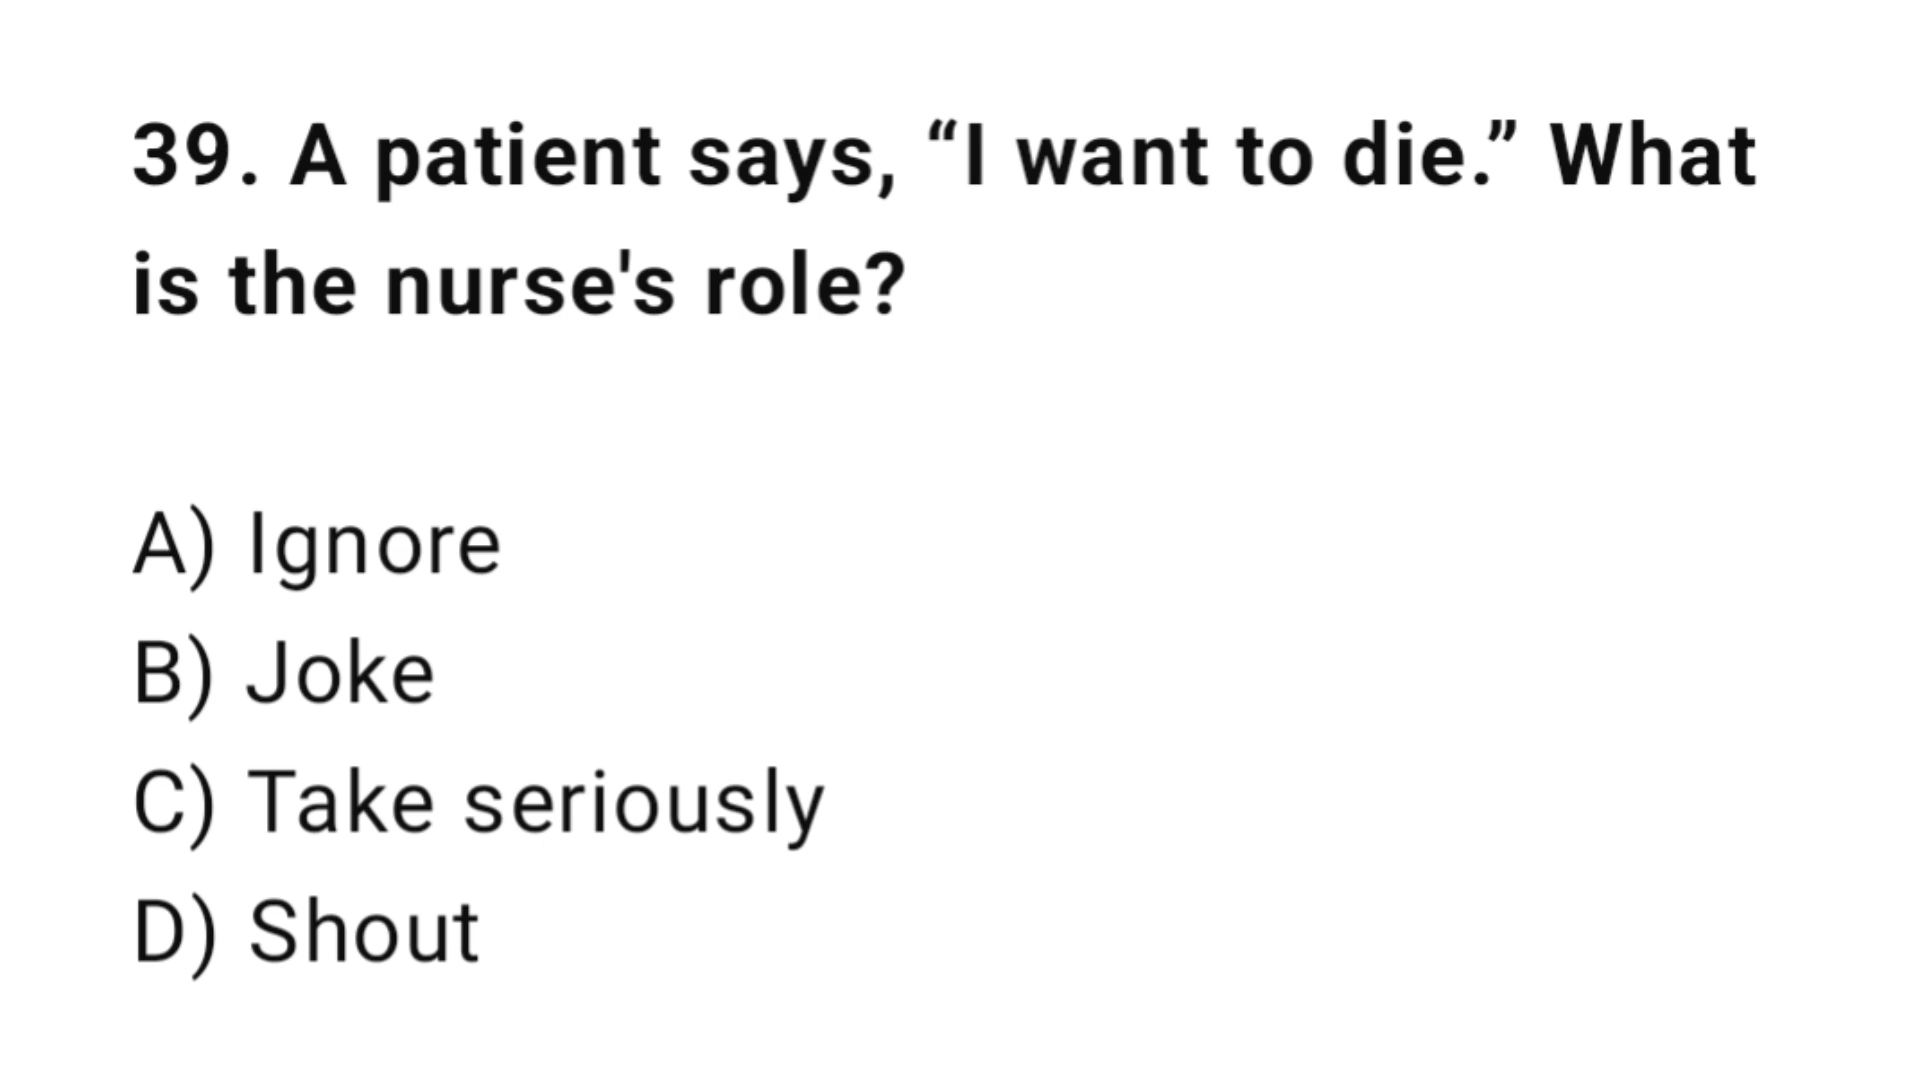 39. A patient says, “I want to die.” What
is the nurse's role?
A) Ignore
B) Joke
C) Take seriously
D) Shout